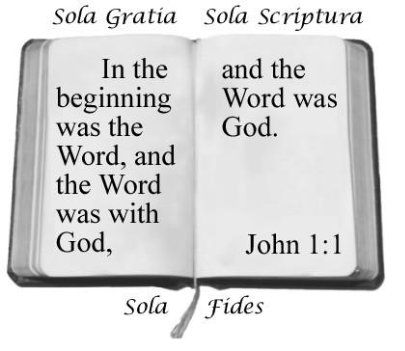 Sola Gratia Sola Scriptura
In the
beginning
was the
Word, and
the Word
was with
God,
and the
Word was
God.
John 1:1
Sola Fides